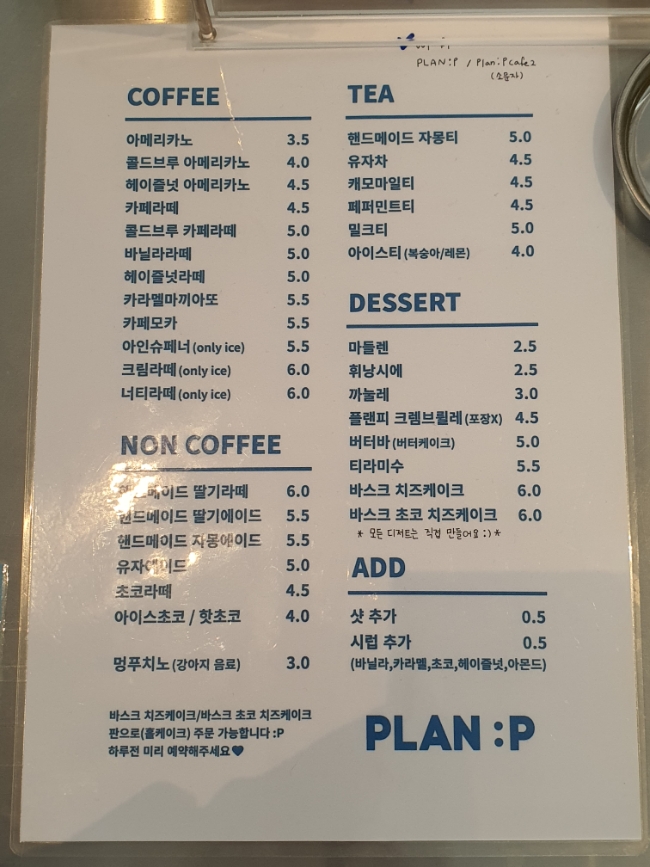 PLAN:P / Plan:Pcafe2
(소문자)
COFFEE
아메리카노 3.5
콜드브루 아메리카노 4.0
헤이즐넛 아메리카노 4.5
카페라떼 4.5
콜드브루 카페라떼 5.0
바닐라라떼 5.0
헤이즐넛라떼 5.0
카라멜마끼아또 5.5
카페모카 5.5
아인슈페너(only ice) 5.5
크림라떼(only ice) 6.0
너티라떼(only ice) 6.0
NON COFFEE
핸드메이드 딸기라떼 6.0
핸드메이드 딸기에이드 5.5
핸드메이드 자몽에이드 5.5
유자에이드 5.0
초코라떼 4.5
아이스초코 / 핫초코 4.0
멍푸치노(강아지 음료) 3.0
바스크 치즈케이크/바스크 초코 치즈케이크
판으로(홀케이크) 주문 가능합니다 :P
하루전 미리 예약해주세요♥
TEA
핸드메이드 자몽티 5.0
유자차 4.5
캐모마일티 4.5
페퍼민트티 4.5
밀크티 5.0
아이스티(복숭아/레몬) 4.0
DESSERT
마들렌 2.5
휘낭시에 2.5
까눌레 3.0
플랜피 크렘브륄레(포장X) 4.5
버터바(버터케이크) 5.0
티라미수 5.5
바스크 치즈케이크 6.0
바스크 초코 치즈케이크 6.0
* 모든 디저트는 직접 만들어요:) *
ADD
샷 추가 0.5
시럽 추가 0.5
(바닐라,카라멜,초코,헤이즐넛,아몬드)
PLAN :P